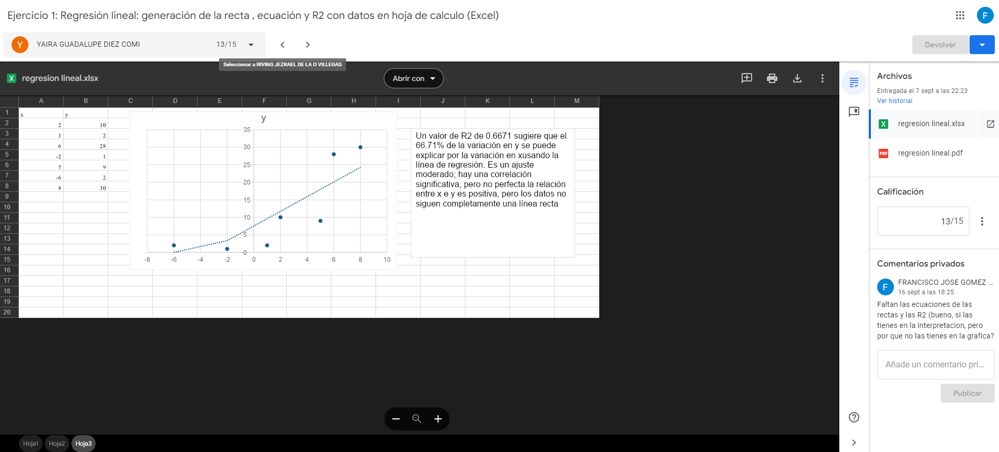 Ejercicio 1: Regresión lineal: generación de la recta , ecuación y R2 con datos en hoja de calculo (Excel)
F
Y
YAIRA GUADALUPE DIEZ COMI
13/15
Devolver
Seleccionar a IRVING JEZRAEL DE LA O VILLEGAS
X
regresion lineal.xlsx
Abrir con
A B C D E F G H I J K L M
1 x y
2 2 10
3 1 2
4 6 28
5 -2 1
6 5 9
7 -6 2
8 8 30
9
10
11
12
13
14
15
16
17
18
19
20
y
35
30
25
20
15
10
5
0
-8 -6 -4 -2 0 2 4 6 8 10
Un valor de R2 de 0.6671 sugiere que el
66.71% de la variación en y se puede
explicar por la variación en xusando la
línea de regresión. Es un ajuste
moderado; hay una correlación
significativa, pero no perfecta.la relación
entre x e y es positiva, pero los datos no
siguen completamente una línea recta
Hoja1 Hoja2 Hoja3
Archivos
Entregada el 7 sept a las 22:23
Ver historial
X
regresion lineal.xlsx
PDF
regresion lineal.pdf
Calificación
13/15
Comentarios privados
F
FRANCISCO JOSE GOMEZ ...
16 sept a las 18:25
Faltan las ecuaciones de las
rectas y las R2 (bueno, si las
tienes en la interpretacion, pero
por que no las tienes en la grafica?
Añade un comentario pri...
Publicar